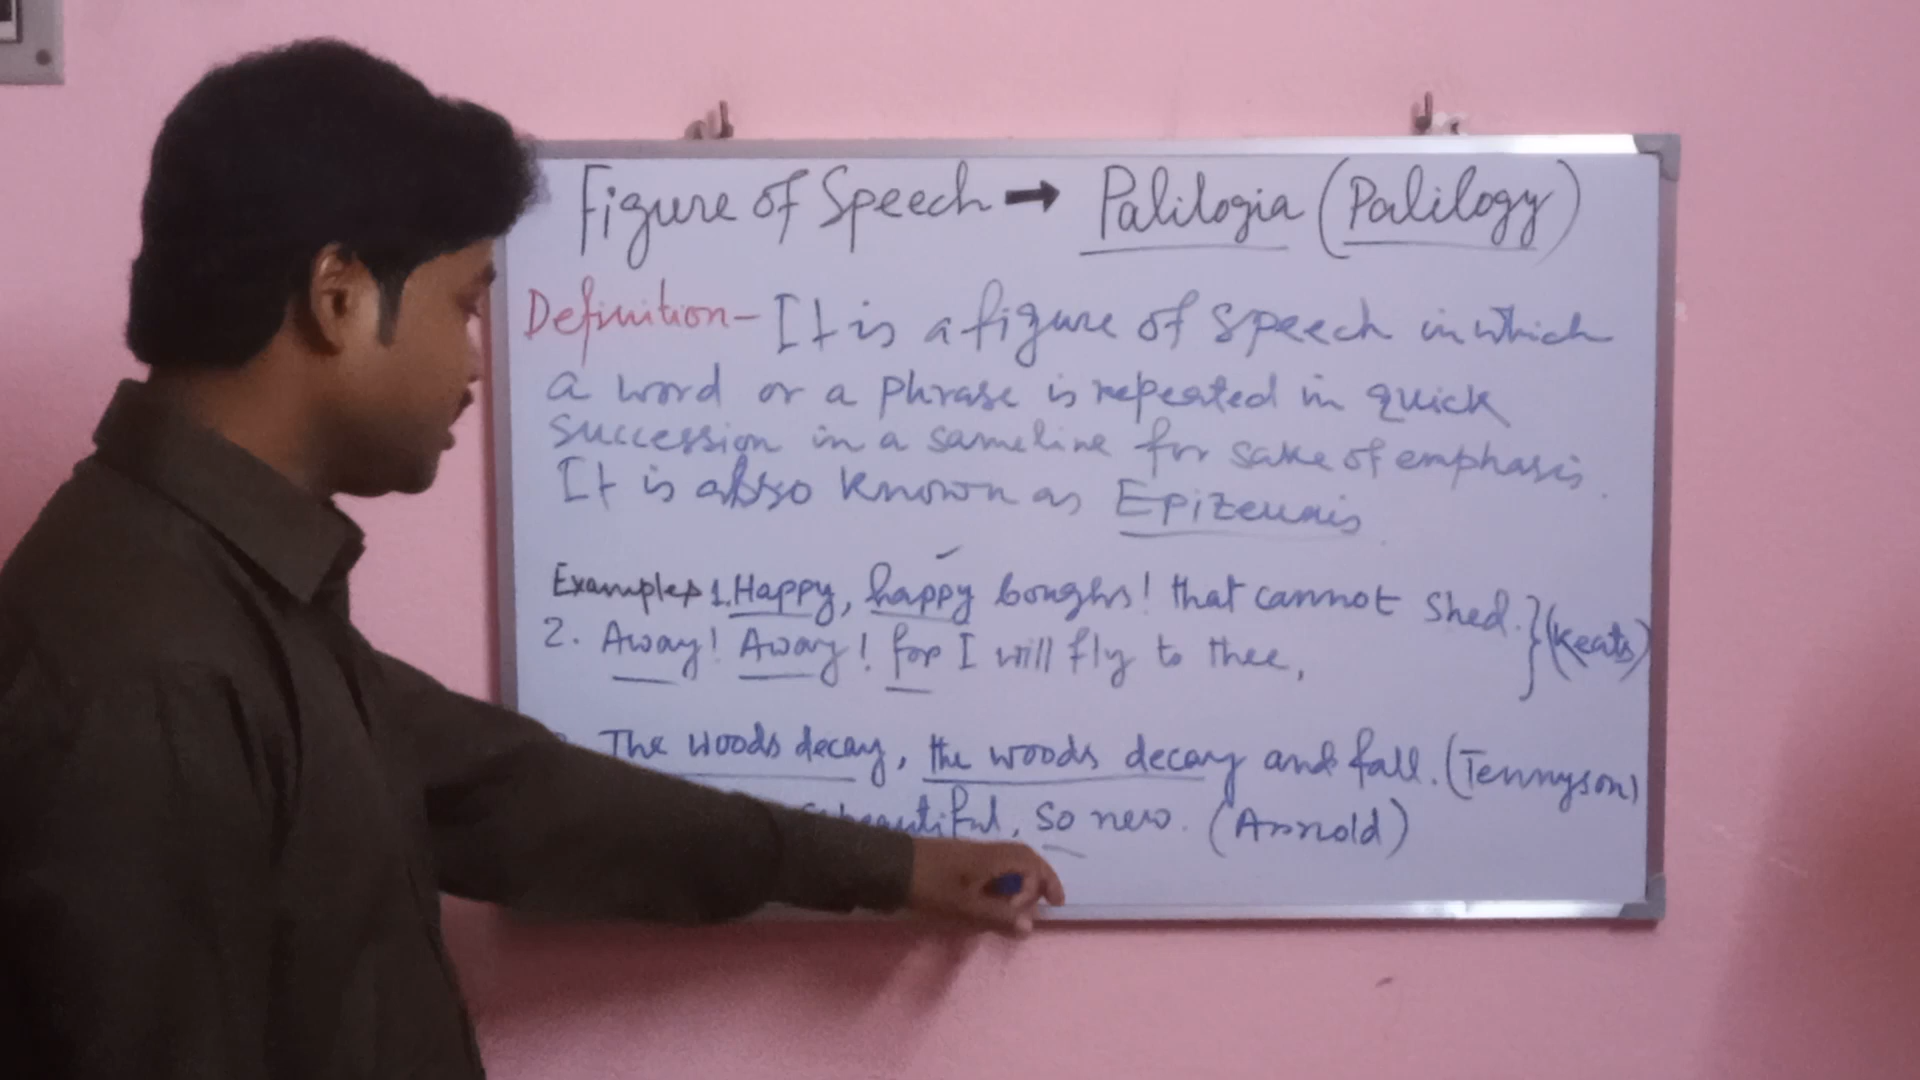 Figure of Speech → Palilogia (Palilogy)
Definition- It is a figure of speech in which
a word or a phrase is repeated in quick
succession in a same line for sake of emphasis.
It is also known as Epizeuxis
Examples 1. Happy, happy boughs! that cannot shed. } (Keats)
2. Away! Away! for I will fly to thee,
The woods decay, the woods decay and fall. (Tennyson)
beautiful, so new. (Arnold)